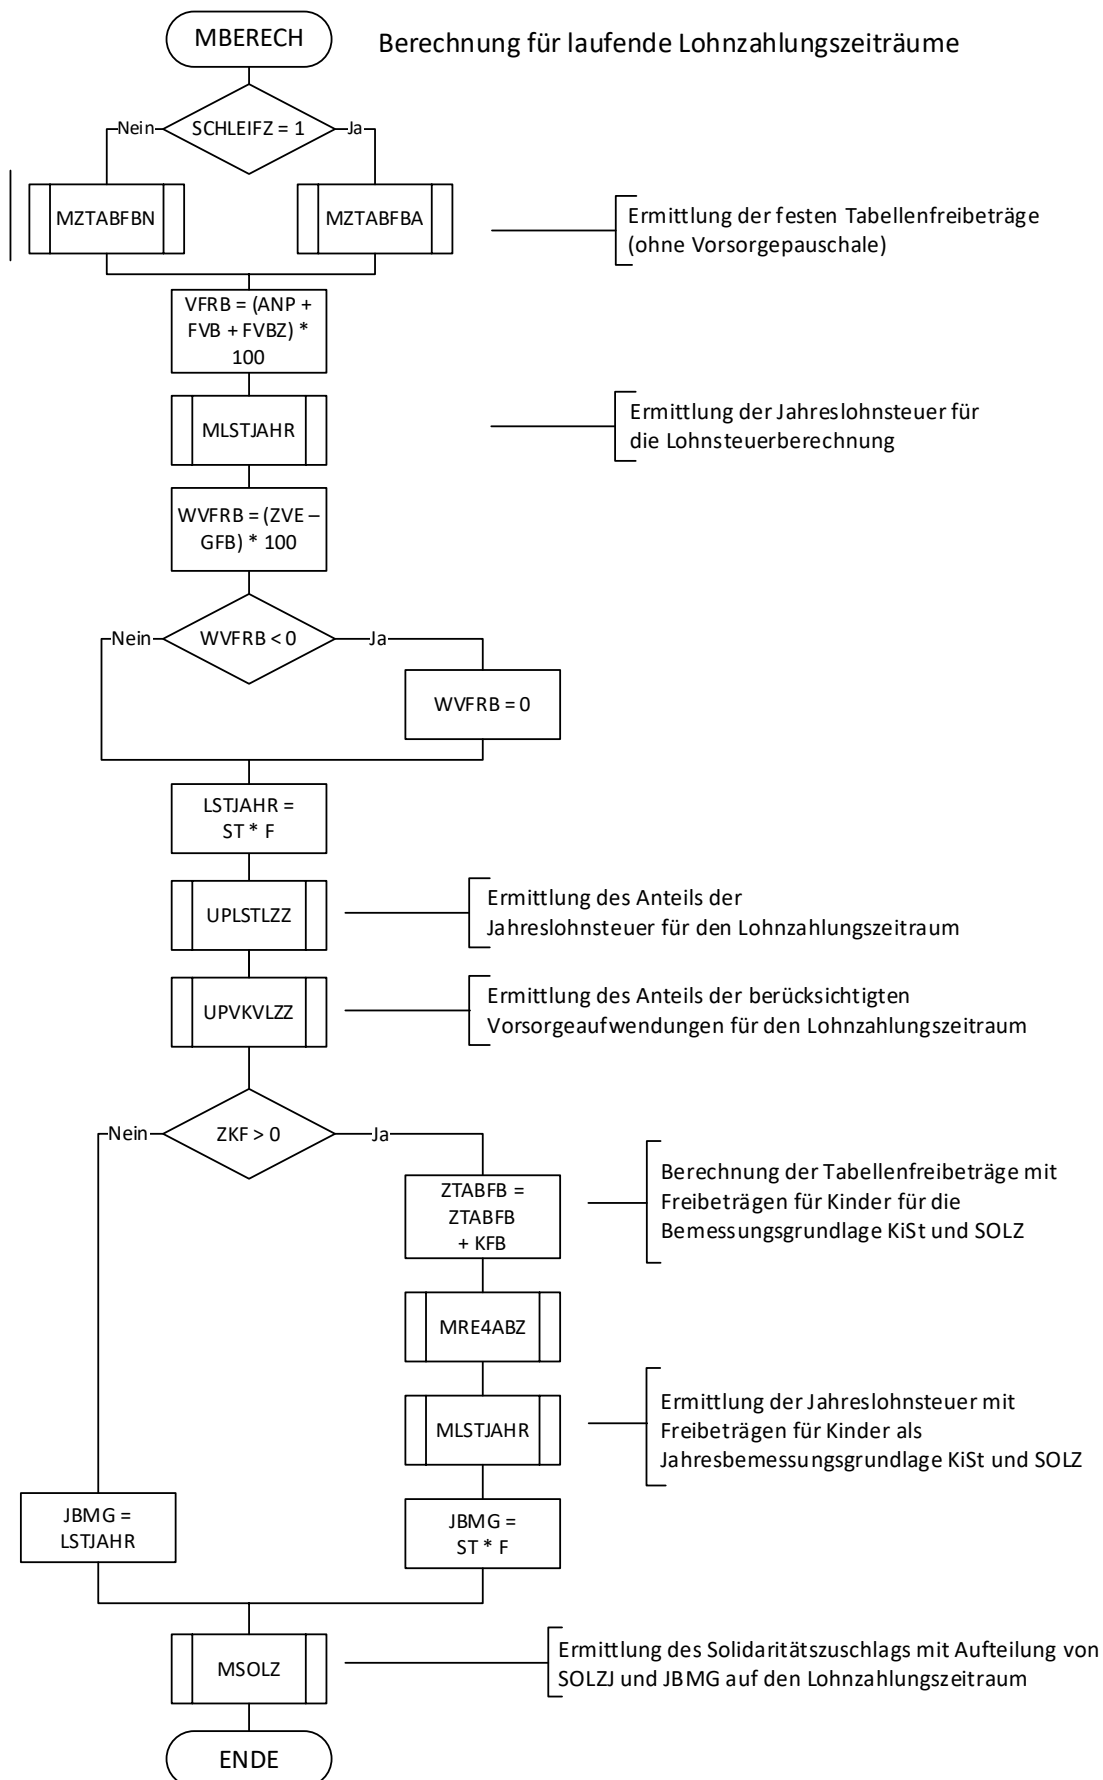 MBERECH
Berechnung für laufende Lohnzahlungszeiträume
Nein
SCHLEIFZ = 1
Ja
MZTABFBN
MZTABFBA
Ermittlung der festen Tabellenfreibeträge
(ohne Vorsorgepauschale)
VFRB = (ANP +
FVB + FVBZ) *
100
MLSTJAHR
Ermittlung der Jahreslohnsteuer für
die Lohnsteuerberechnung
WVFRB = (ZVE –
GFB) * 100
Nein
WVFRB < 0
Ja
WVFRB = 0
LSTJAHR =
ST * F
UPLSTLZZ
Ermittlung des Anteils der
Jahreslohnsteuer für den Lohnzahlungszeitraum
UPVKVLZZ
Ermittlung des Anteils der berücksichtigten
Vorsorgeaufwendungen für den Lohnzahlungszeitraum
Nein
ZKF > 0
Ja
ZTABFB =
ZTABFB
+ KFB
Berechnung der Tabellenfreibeträge mit
Freibeträgen für Kinder für die
Bemessungsgrundlage KiSt und SOLZ
MRE4ABZ
MLSTJAHR
Ermittlung der Jahreslohnsteuer mit
Freibeträgen für Kinder als
Jahresbemessungsgrundlage KiSt und SOLZ
JBMG =
LSTJAHR
JBMG =
ST * F
MSOLZ
Ermittlung des Solidaritätszuschlags mit Aufteilung von
SOLZJ und JBMG auf den Lohnzahlungszeitraum
ENDE